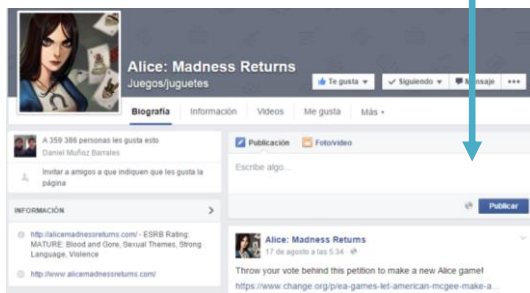 Alice: Madness Returns
Juegos/juguetes
Te gusta
Siguiendo
Mensaje
Biografía
Información
Videos
Me gusta
Más
A 359 386 personas les gusta esto
Daniel Muñoz Barrales
Invitar a amigos a que indiquen que les gusta la
página
INFORMACIÓN
http://alicemadnessreturns.com/ - ESRB Rating:
MATURE: Blood and Gore, Sexual Themes, Strong
Language, Violence
http://www.alicemadnessreturns.com/
Publicación
Foto/video
Escribe algo...
Publicar
Alice: Madness Returns
17 de agosto a las 5:34
Throw your vote behind this petition to make a new Alice game!
https://www.change.org/p/ea-games-let-american-mcgee-make-a...